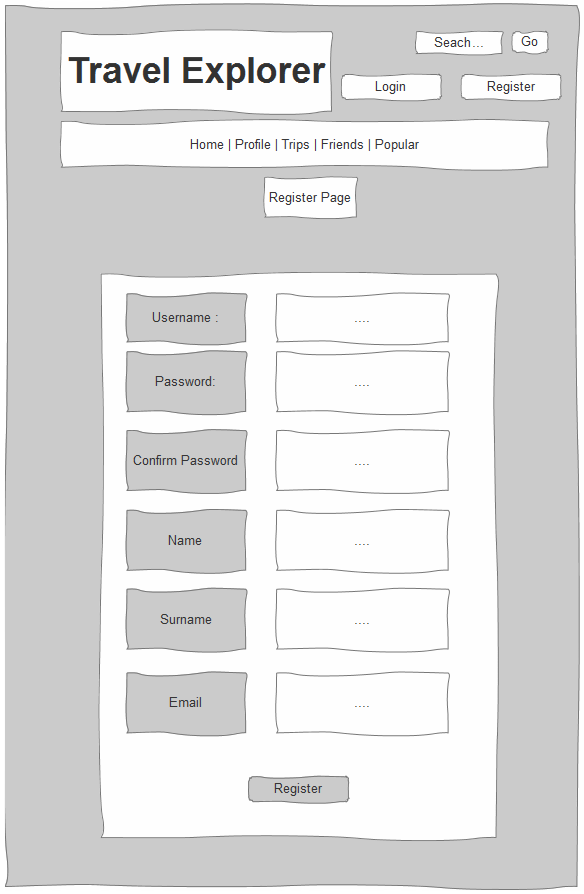 Travel Explorer
Seach...
Go
Login
Register
Home | Profile | Trips | Friends | Popular
Register Page
Username :
....
Password:
....
Confirm Password
....
Name
....
Surname
....
Email
....
Register